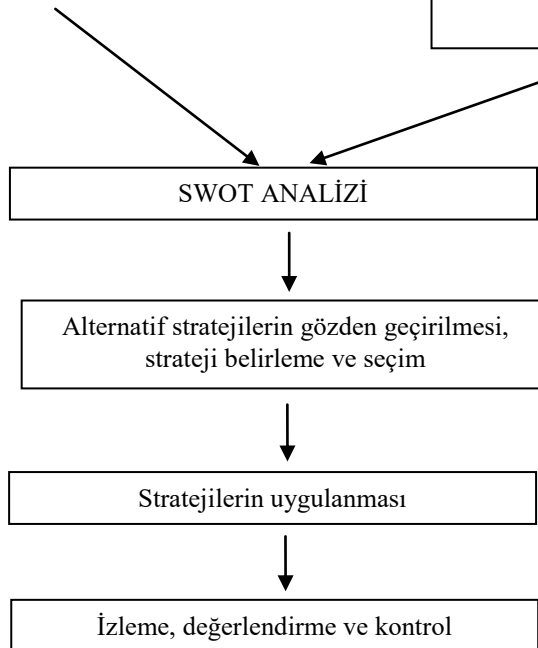 SWOT ANALİZİ
Alternatif stratejilerin gözden geçirilmesi,
strateji belirleme ve seçim
Stratejilerin uygulanması
İzleme, değerlendirme ve kontrol